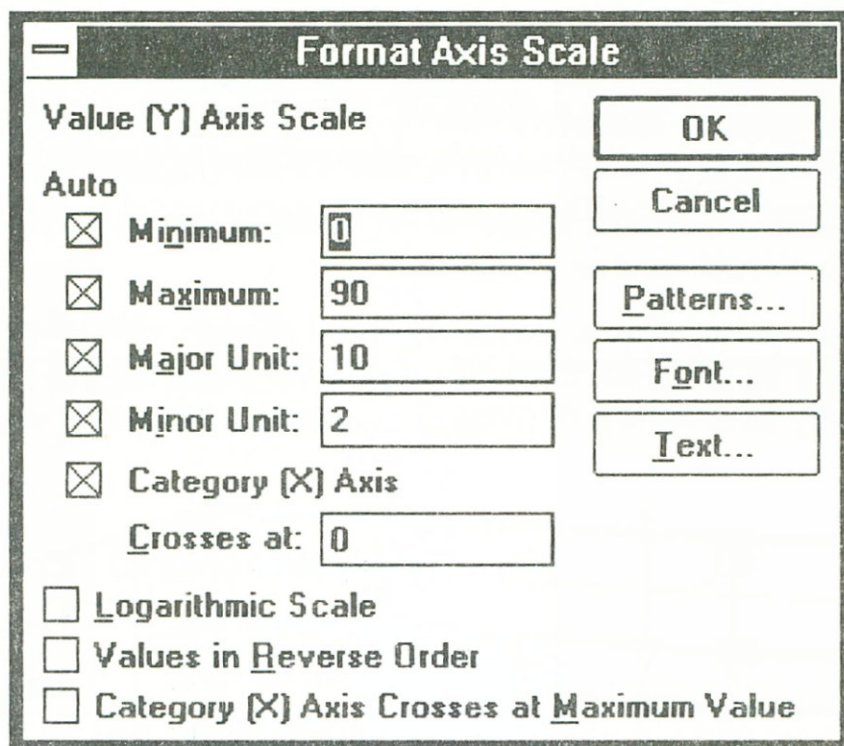 Format Axis Scale
Value (Y) Axis Scale
OK
Cancel
Auto
Minimum: 0
Maximum: 90
Patterns...
Major Unit: 10
Font...
Minor Unit: 2
Text...
Category (X) Axis
Crosses at: 0
Logarithmic Scale
Values in Reverse Order
Category (X) Axis Crosses at Maximum Value